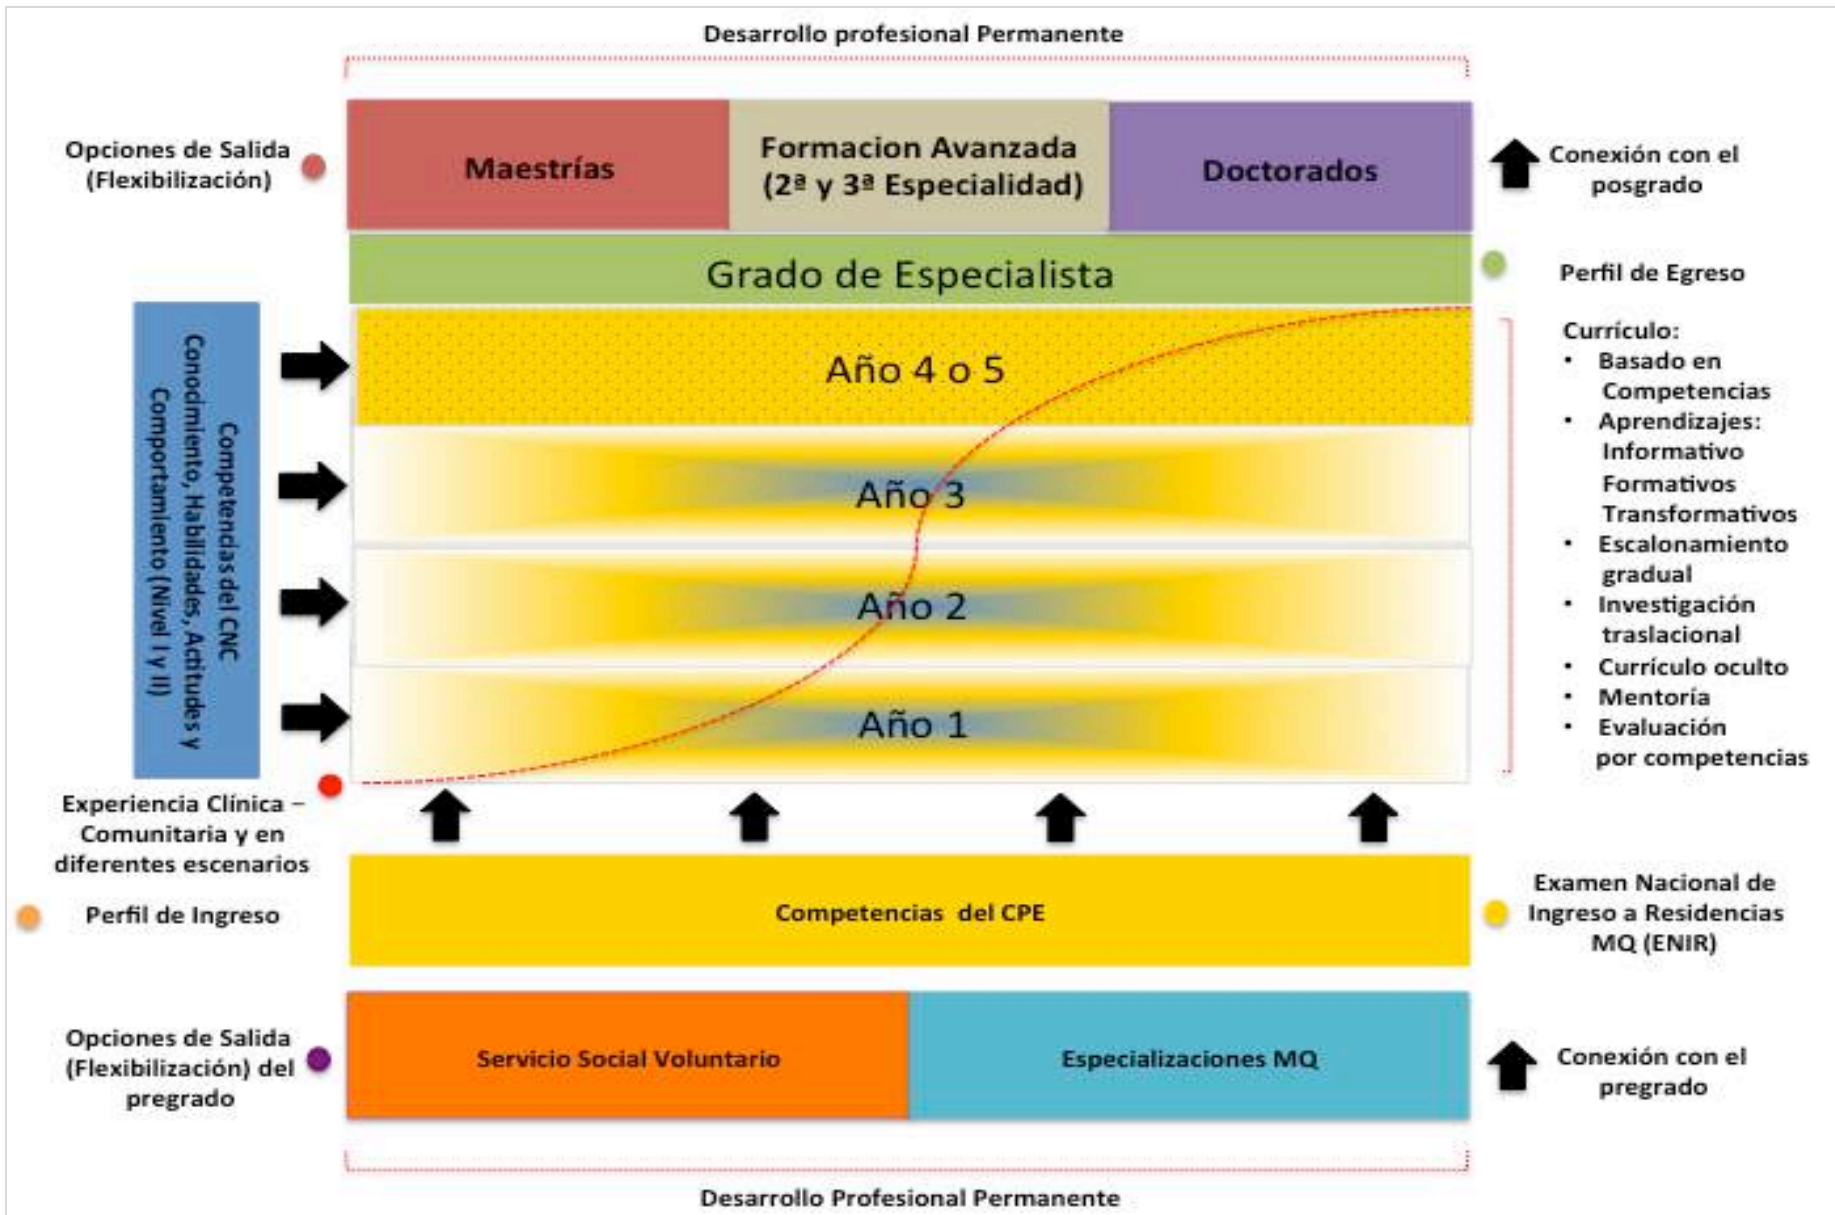 Desarrollo profesional Permanente
Opciones de Salida
(Flexibilización)
Maestrías
Formacion Avanzada
(2ª y 3ª Especialidad)
Doctorados
Conexión con el
posgrado
Grado de Especialista
Perfil de Egreso
Competencias del CNC
Conocimiento, Habilidades, Actitudes y
Comportamiento (Nivel I y II)
Año 4 o 5
Año 3
Año 2
Año 1
Currículo:
• Basado en
Competencias
• Aprendizajes:
Informativo
Formativos
Transformativos
• Escalonamiento
gradual
• Investigación
traslacional
• Currículo oculto
• Mentoría
• Evaluación
por competencias
Experiencia Clínica –
Comunitaria y en
diferentes escenarios
Perfil de Ingreso
Competencias del CPE
Examen Nacional de
Ingreso a Residencias
MQ (ENIR)
Opciones de Salida
(Flexibilización) del
pregrado
Servicio Social Voluntario
Especializaciones MQ
Conexión con el
pregrado
Desarrollo Profesional Permanente